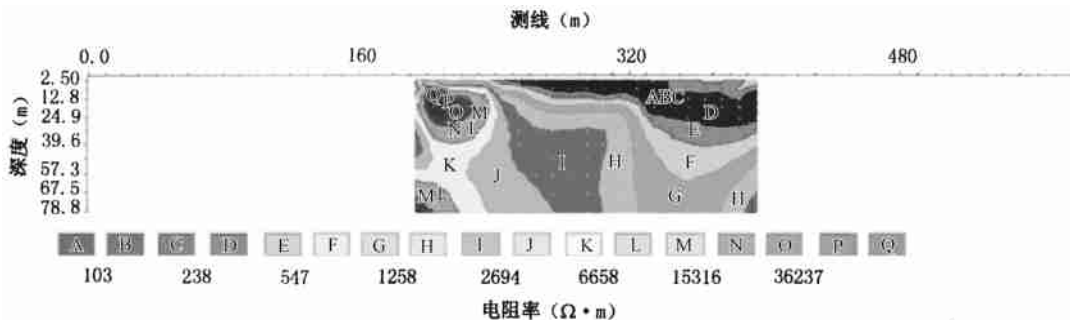 测线（m）
0.0 160 320 480
深度（m）
2.50
12.8
24.9
39.6
57.3
67.5
78.8
ABC
D
E
F
G
H
H
I
J
K
M
O
N
M
A B C D E F G H I J K L M N O P Q
103 238 547 1258 2694 6658 15316 36237
电阻率（Ω·m）